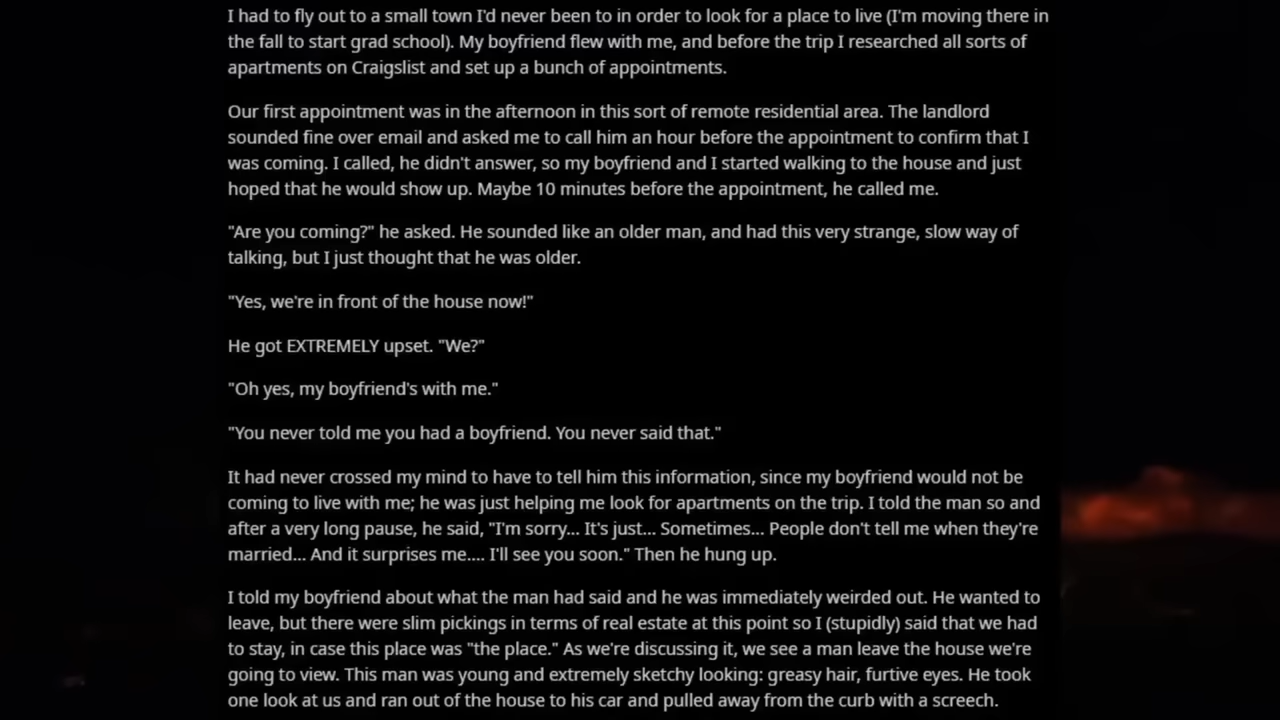 I had to fly out to a small town I'd never been to in order to look for a place to live (I'm moving there in
the fall to start grad school). My boyfriend flew with me, and before the trip I researched all sorts of
apartments on Craigslist and set up a bunch of appointments.
Our first appointment was in the afternoon in this sort of remote residential area. The landlord
sounded fine over email and asked me to call him an hour before the appointment to confirm that I
was coming. I called, he didn't answer, so my boyfriend and I started walking to the house and just
hoped that he would show up. Maybe 10 minutes before the appointment, he called me.
"Are you coming?" he asked. He sounded like an older man, and had this very strange, slow way of
talking, but I just thought that he was older.
"Yes, we're in front of the house now!"
He got EXTREMELY upset. "We?"
"Oh yes, my boyfriend's with me."
"You never told me you had a boyfriend. You never said that."
It had never crossed my mind to have to tell him this information, since my boyfriend would not be
coming to live with me; he was just helping me look for apartments on the trip. I told the man so and
after a very long pause, he said, "I'm sorry... It's just... Sometimes... People don't tell me when they're
married... And it surprises me.... I'll see you soon." Then he hung up.
I told my boyfriend about what the man had said and he was immediately weirded out. He wanted to
leave, but there were slim pickings in terms of real estate at this point so I (stupidly) said that we had
to stay, in case this place was "the place." As we're discussing it, we see a man leave the house we're
going to view. This man was young and extremely sketchy looking: greasy hair, furtive eyes. He took
one look at us and ran out of the house to his car and pulled away from the curb with a screech.